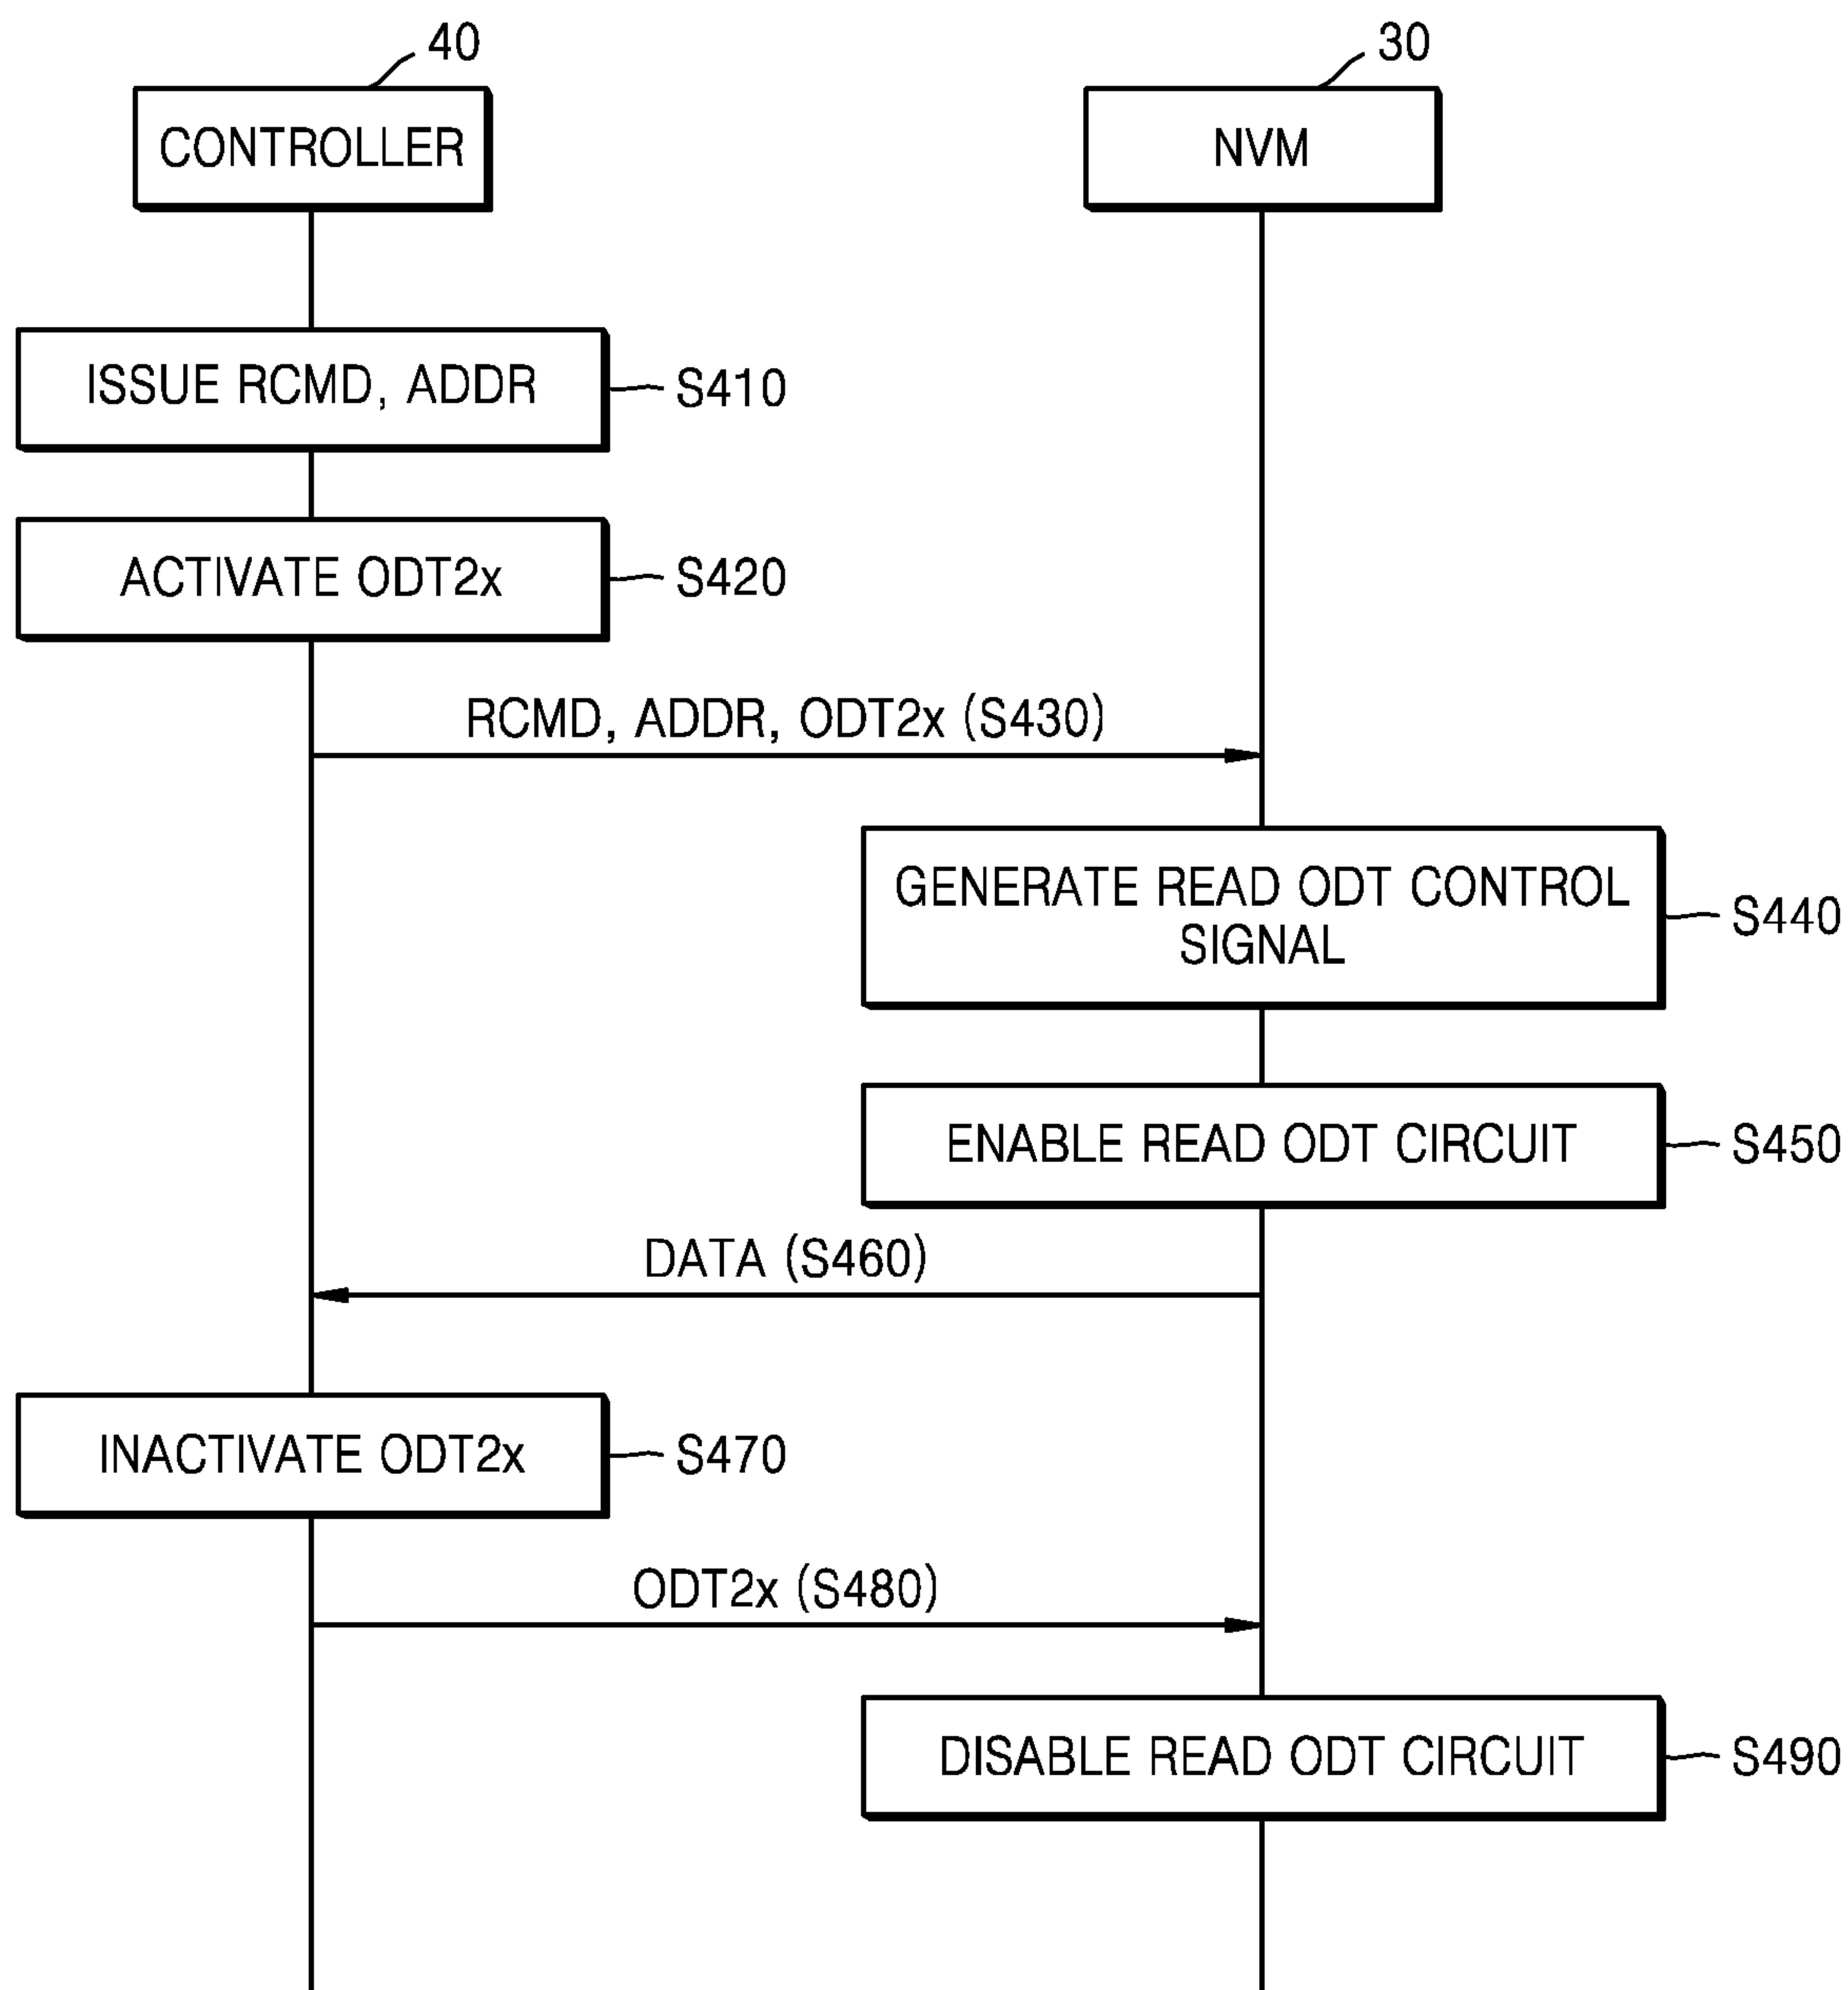 40
30
CONTROLLER
NVM
ISSUE RCMD, ADDR
S410
ACTIVATE ODT2x
S420
RCMD, ADDR, ODT2x (S430)
GENERATE READ ODT CONTROL
SIGNAL
S440
ENABLE READ ODT CIRCUIT
S450
DATA (S460)
INACTIVATE ODT2x
S470
ODT2x (S480)
DISABLE READ ODT CIRCUIT
S490